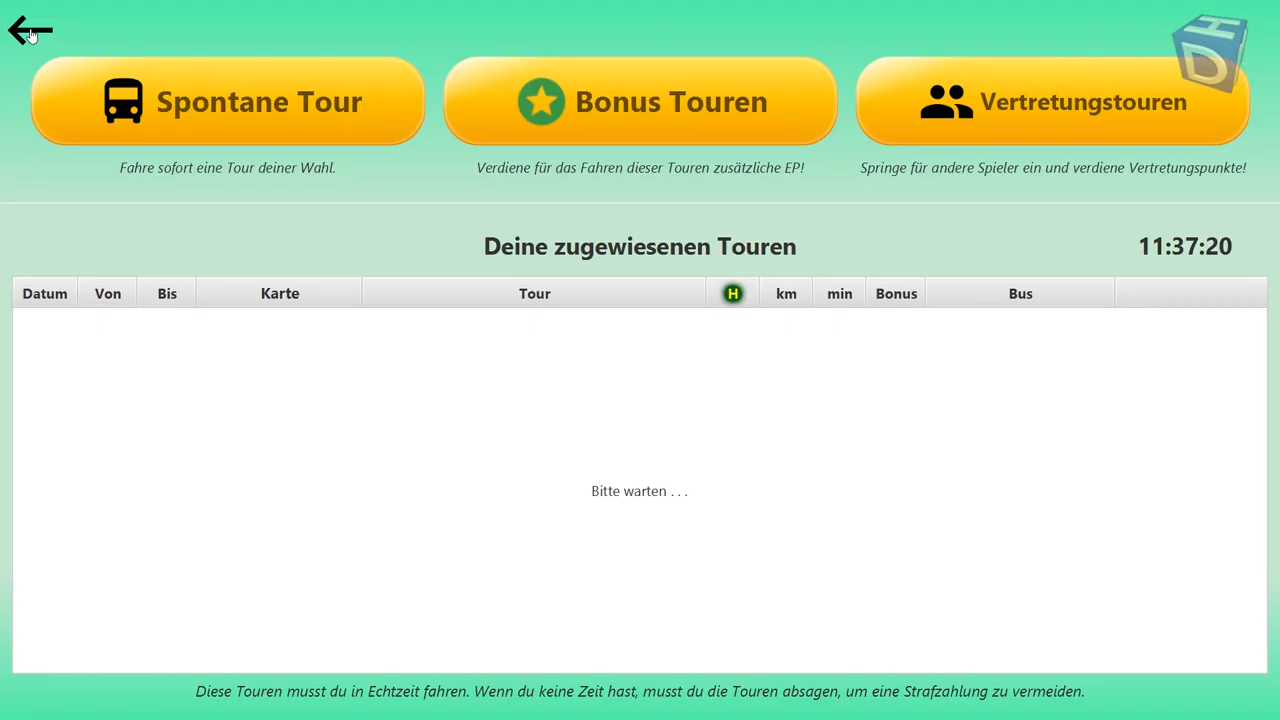 H
D
Spontane Tour
Bonus Touren
Vertretungstouren
Fahre sofort eine Tour deiner Wahl.
Verdiene für das Fahren dieser Touren zusätzliche EP!
Springe für andere Spieler ein und verdiene Vertretungspunkte!
Deine zugewiesenen Touren
11:37:20
Datum Von Bis Karte Tour H km min Bonus Bus
Bitte warten . . .
Diese Touren musst du in Echtzeit fahren. Wenn du keine Zeit hast, musst du die Touren absagen, um eine Strafzahlung zu vermeiden.